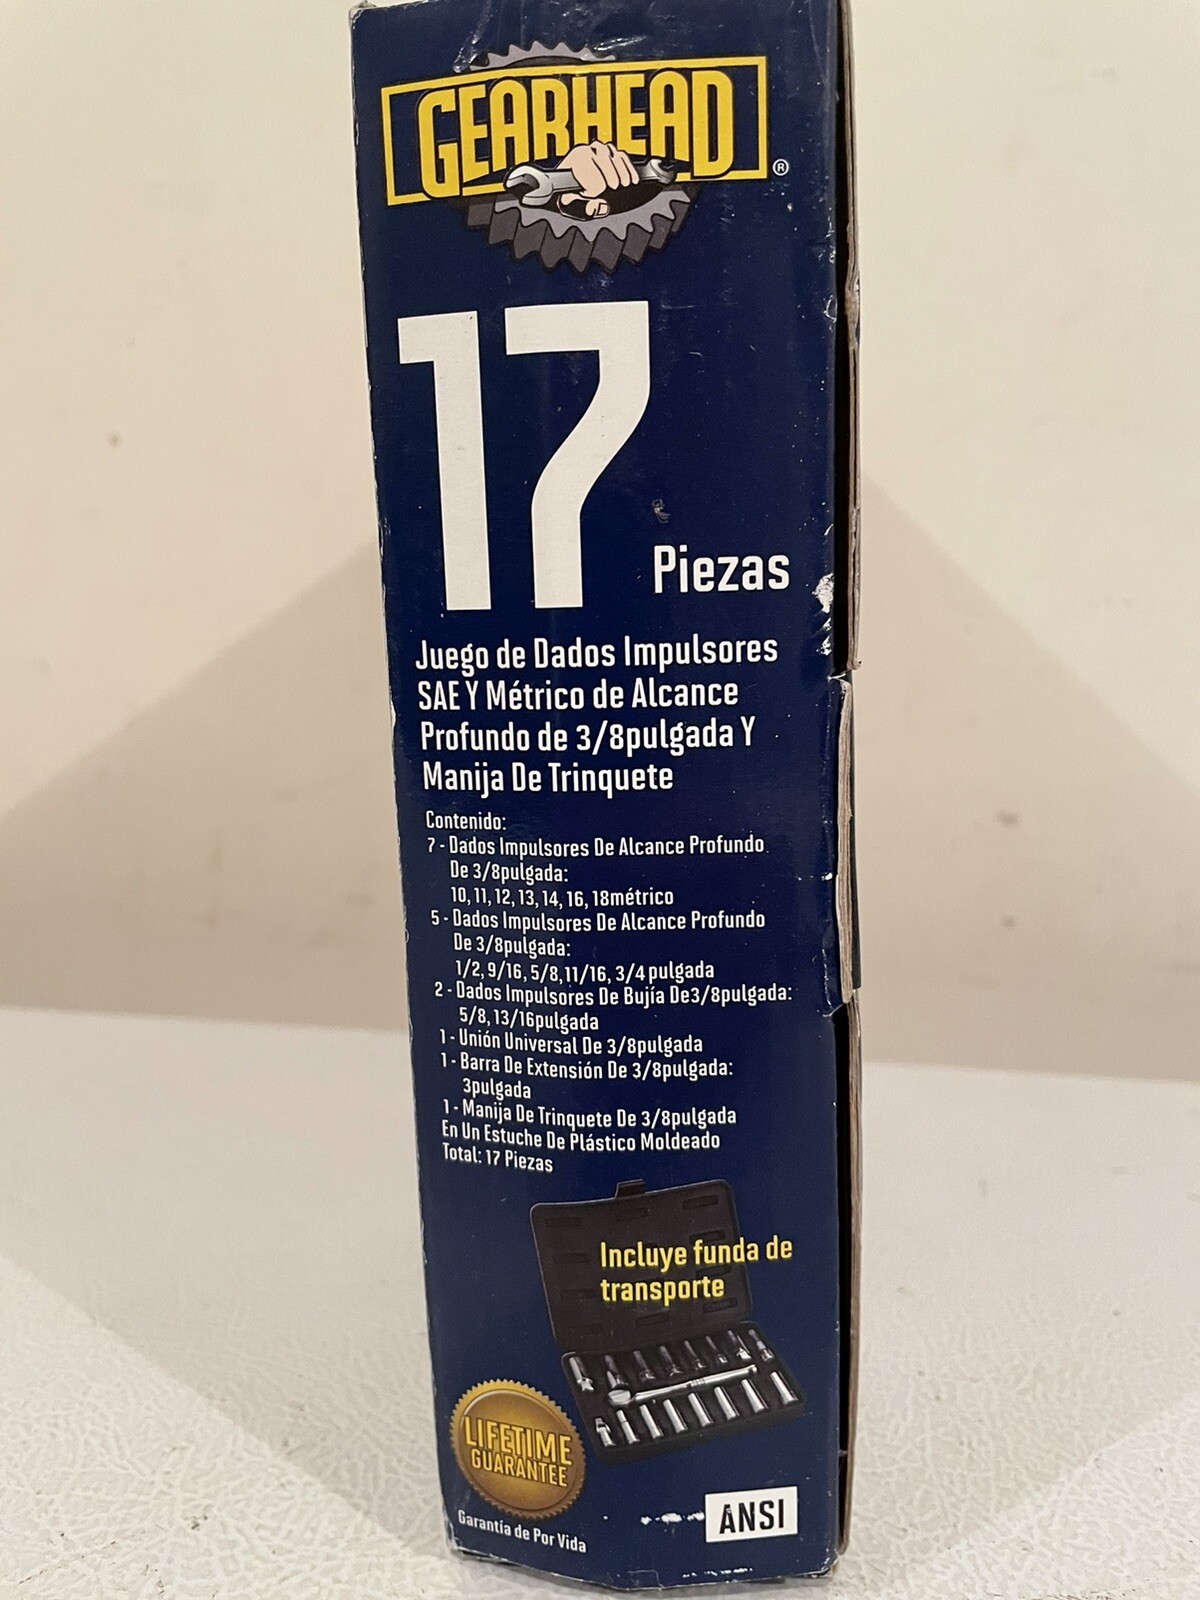 GEARHEAD
®
17
Piezas
Juego de Dados Impulsores
SAE Y Métrico de Alcance
Profundo de 3/8pulgada Y
Manija De Trinquete
Contenido:
7 - Dados Impulsores De Alcance Profundo
De 3/8pulgada:
10, 11, 12, 13, 14, 16, 18métrico
5 - Dados Impulsores De Alcance Profundo
De 3/8pulgada:
1/2, 9/16, 5/8, 11/16, 3/4 pulgada
2 - Dados Impulsores De Bujía De3/8pulgada:
5/8, 13/16pulgada
1 - Unión Universal De 3/8pulgada
1 - Barra De Extensión De 3/8pulgada:
3pulgada
1 - Manija De Trinquete De 3/8pulgada
En Un Estuche De Plástico Moldeado
Total: 17 Piezas
Incluye funda de
transporte
LIFETIME
GUARANTEE
Garantía de Por Vida
ANSI